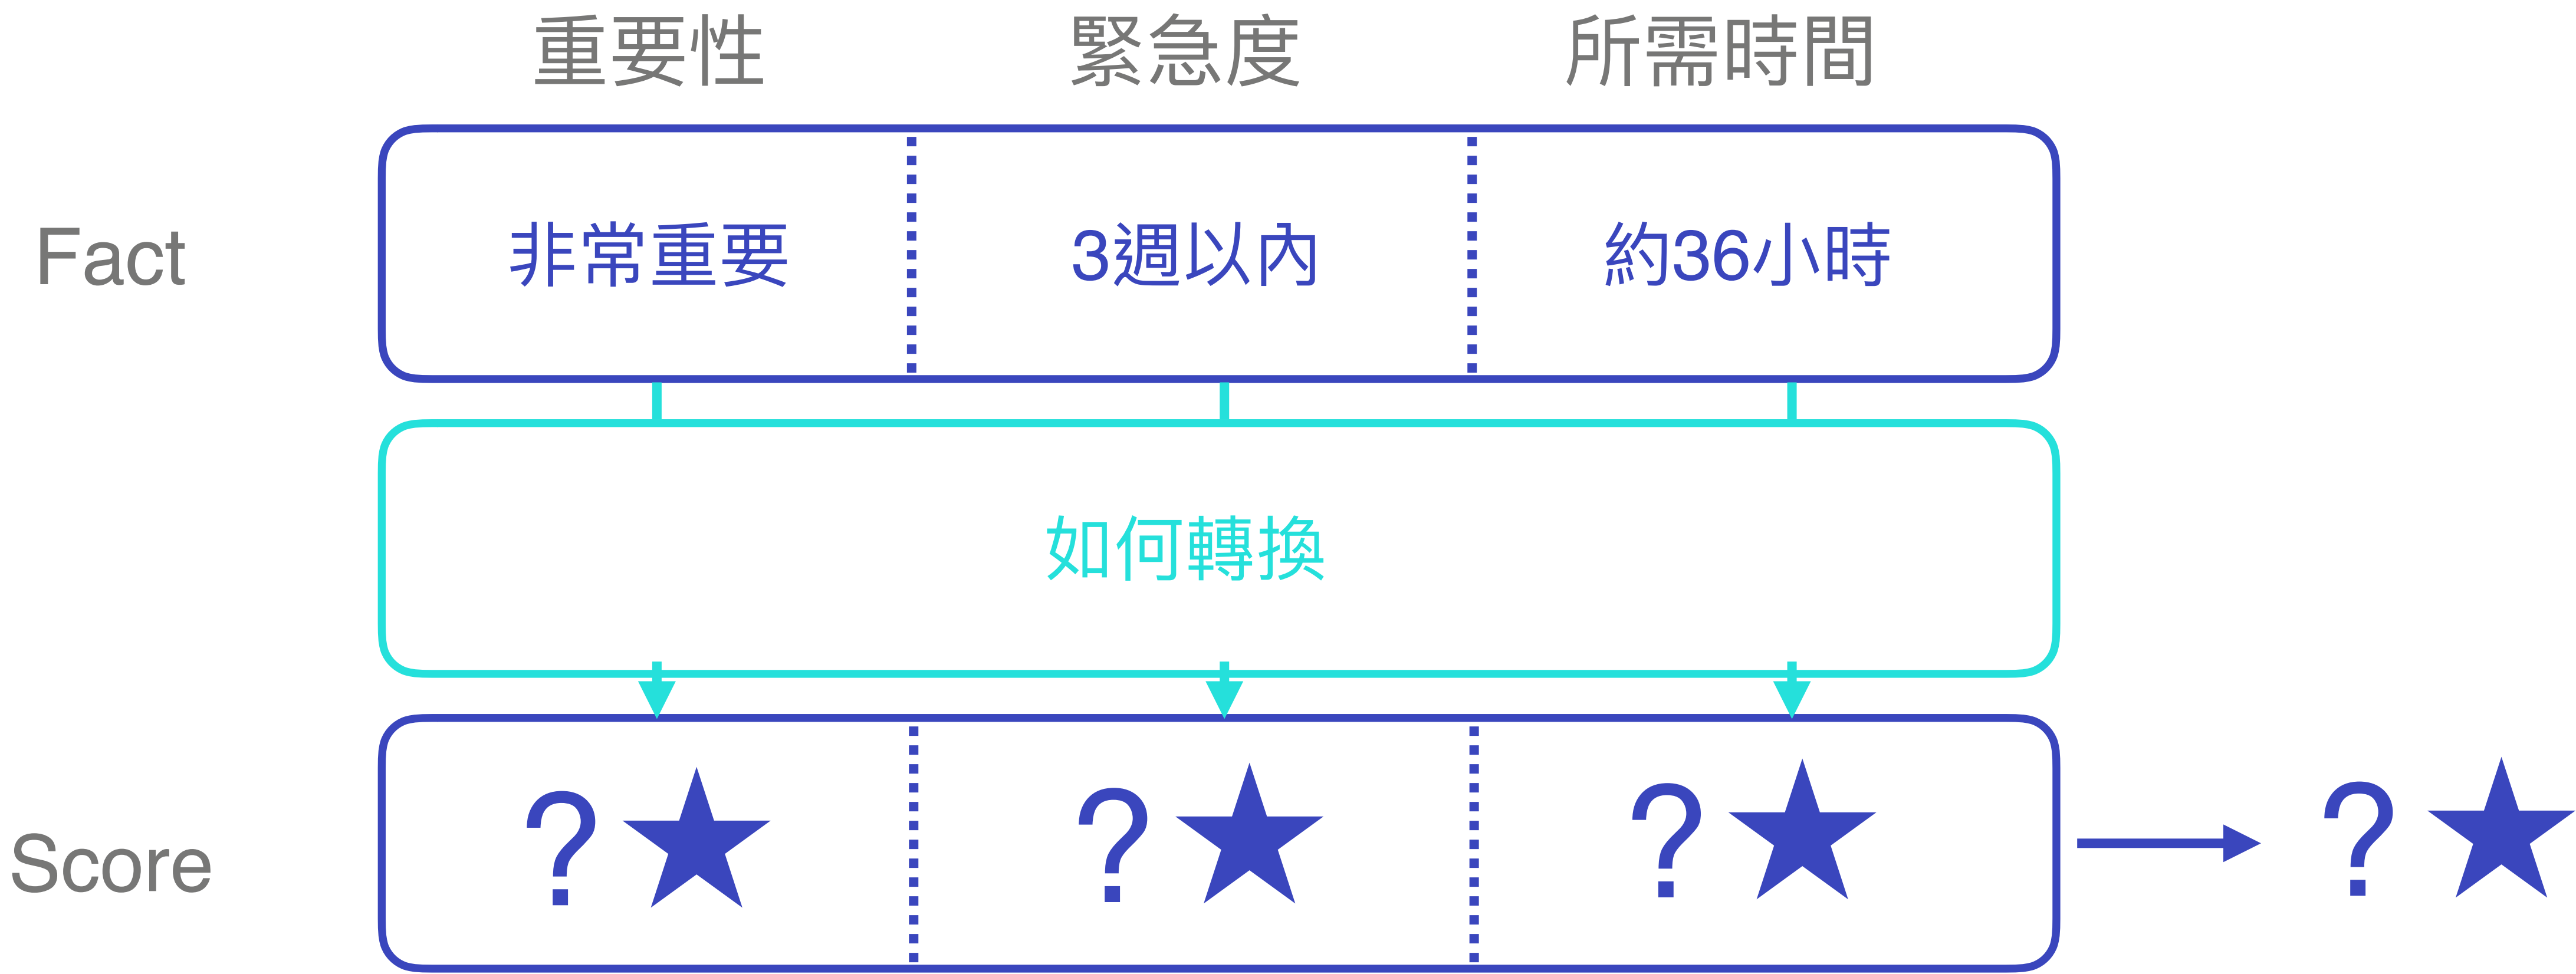 重要性 緊急度 所需時間
Fact 非常重要 3週以內 約36小時
如何轉換
Score ?★ ?★ ?★ ?★